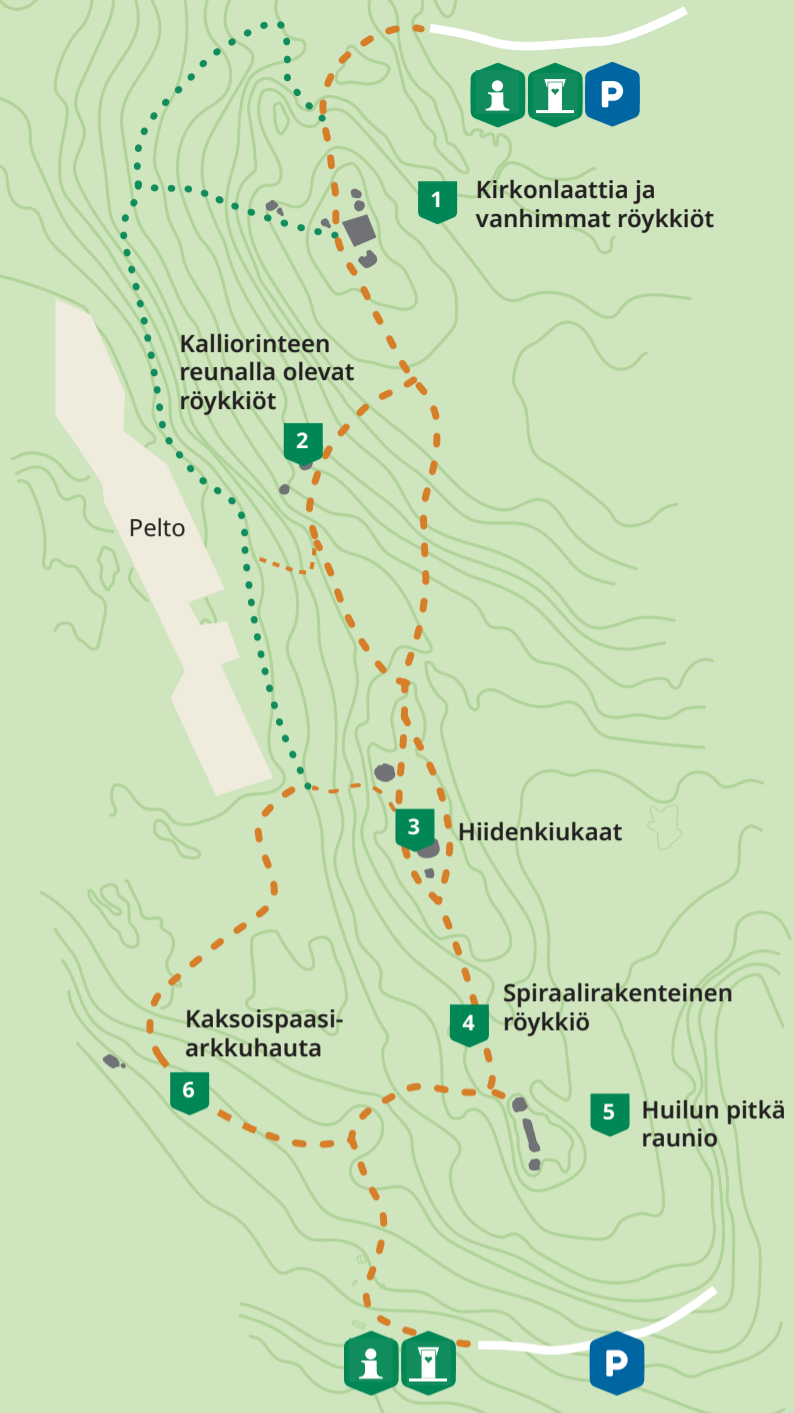 P
1
Kirkonlaattia ja
vanhimmat röykkiöt
Kalliorinteen
reunalla olevat
röykkiöt
2
Pelto
3
Hiidenkiukaat
Spiraalirakenteinen
röykkiö
4
Kaksoispaasi-
arkkuhauta
6
5
Huilun pitkä
raunio
P